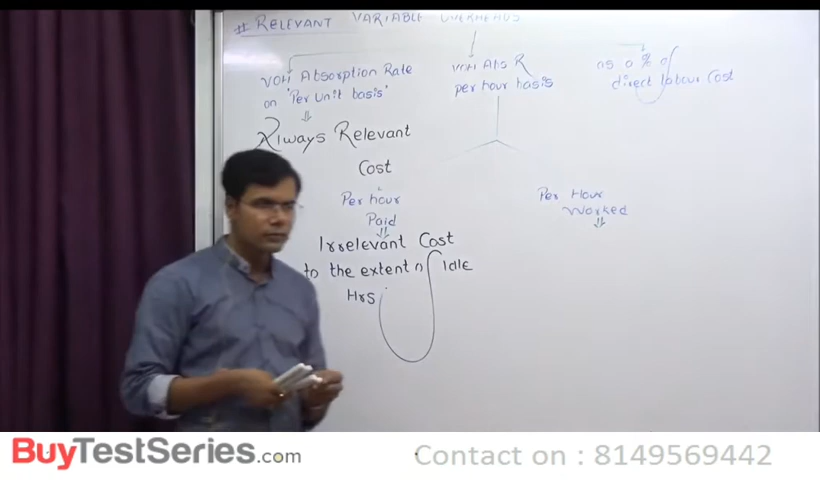 # RELEVANT VARIABLE OVERHEADS
VOH Absorption Rate
on "Per Unit basis"
Always Relevant
Cost
VOH Abs R
per hour basis
as a % of
direct labour Cost
Per hour
Paid
Irrelevant Cost
to the extent of Idle
Hrs
Per Hour
Worked
BuyTestSeries.com
Contact on : 8149569442